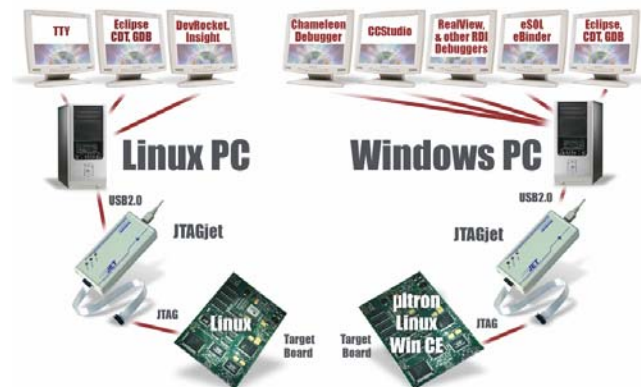 TTY
Eclipse
CDT, GDB
DevRocket,
Insight
Chameleon
Debugger
CCStudio
RealView,
& other RDI
Debuggers
eSOL
eBinder
Eclipse,
CDT, GDB
Linux PC
Windows PC
USB2.0
JTAGjet
JTAG
Linux
Target
Board
USB2.0
JTAGjet
JTAG
µItron
Linux
Win CE
Target
Board
JET
JET